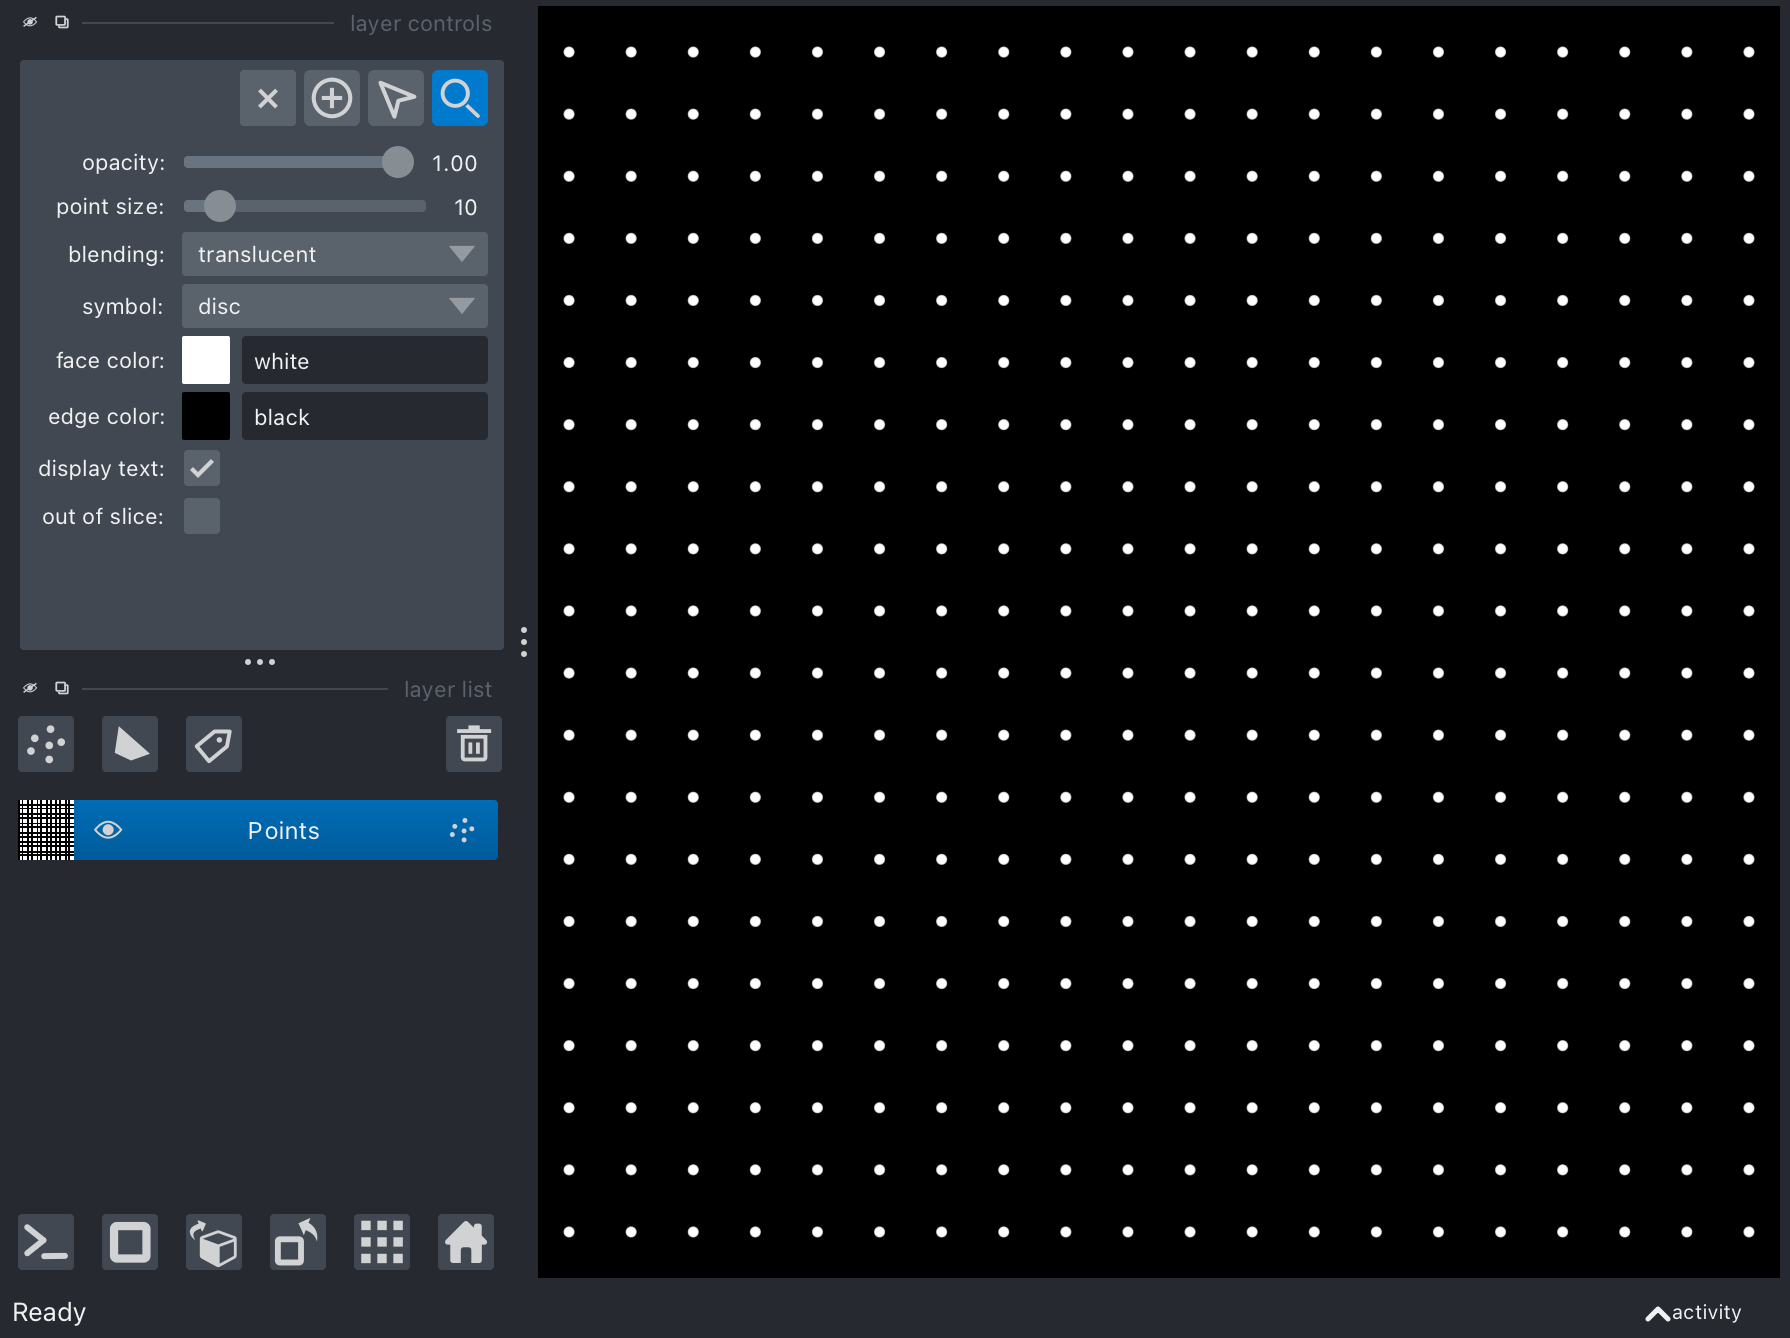 layer controls
opacity: 1.00
point size: 10
blending: translucent
symbol: disc
face color: white
edge color: black
display text:
out of slice:
layer list
Points
Ready
activity